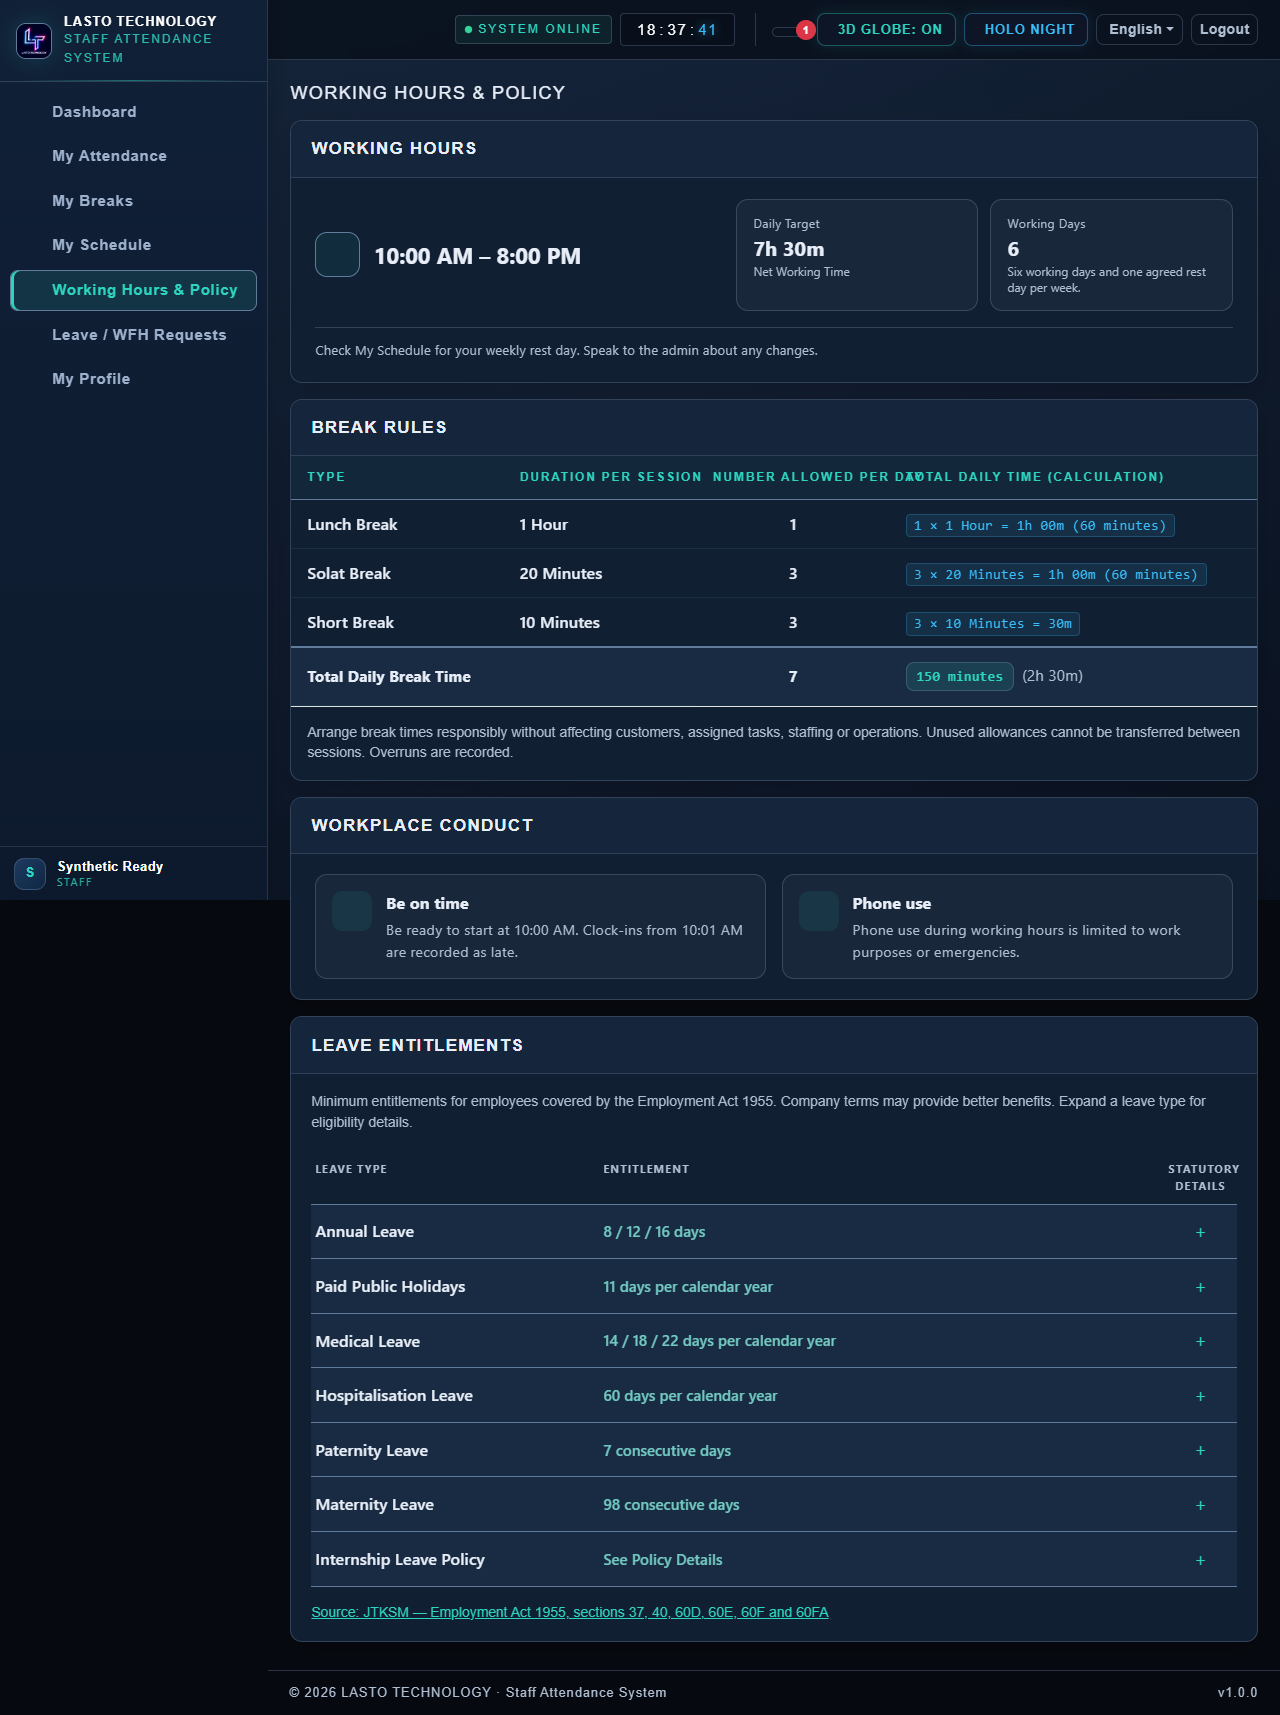 LASTO TECHNOLOGY
STAFF ATTENDANCE
SYSTEM
SYSTEM ONLINE
18:37:41
1
3D GLOBE: ON
HOLO NIGHT
English
Logout
Dashboard
My Attendance
My Breaks
My Schedule
Working Hours & Policy
Leave / WFH Requests
My Profile
S
Synthetic Ready
STAFF
WORKING HOURS & POLICY
WORKING HOURS
10:00 AM – 8:00 PM
Daily Target
7h 30m
Net Working Time
Working Days
6
Six working days and one agreed rest
day per week.
Check My Schedule for your weekly rest day. Speak to the admin about any changes.
BREAK RULES
TYPE DURATION PER SESSION NUMBER ALLOWED PER DAY TOTAL DAILY TIME (CALCULATION)
Lunch Break 1 Hour 1 1 × 1 Hour = 1h 00m (60 minutes)
Solat Break 20 Minutes 3 3 × 20 Minutes = 1h 00m (60 minutes)
Short Break 10 Minutes 3 3 × 10 Minutes = 30m
Total Daily Break Time 7 150 minutes (2h 30m)
Arrange break times responsibly without affecting customers, assigned tasks, staffing or operations. Unused allowances cannot be transferred between
sessions. Overruns are recorded.
WORKPLACE CONDUCT
Be on time
Be ready to start at 10:00 AM. Clock-ins from 10:01 AM
are recorded as late.
Phone use
Phone use during working hours is limited to work
purposes or emergencies.
LEAVE ENTITLEMENTS
Minimum entitlements for employees covered by the Employment Act 1955. Company terms may provide better benefits. Expand a leave type for
eligibility details.
LEAVE TYPE ENTITLEMENT STATUTORY
DETAILS
Annual Leave 8 / 12 / 16 days +
Paid Public Holidays 11 days per calendar year +
Medical Leave 14 / 18 / 22 days per calendar year +
Hospitalisation Leave 60 days per calendar year +
Paternity Leave 7 consecutive days +
Maternity Leave 98 consecutive days +
Internship Leave Policy See Policy Details +
Source: JTKSM — Employment Act 1955, sections 37, 40, 60D, 60E, 60F and 60FA
© 2026 LASTO TECHNOLOGY · Staff Attendance System
v1.0.0